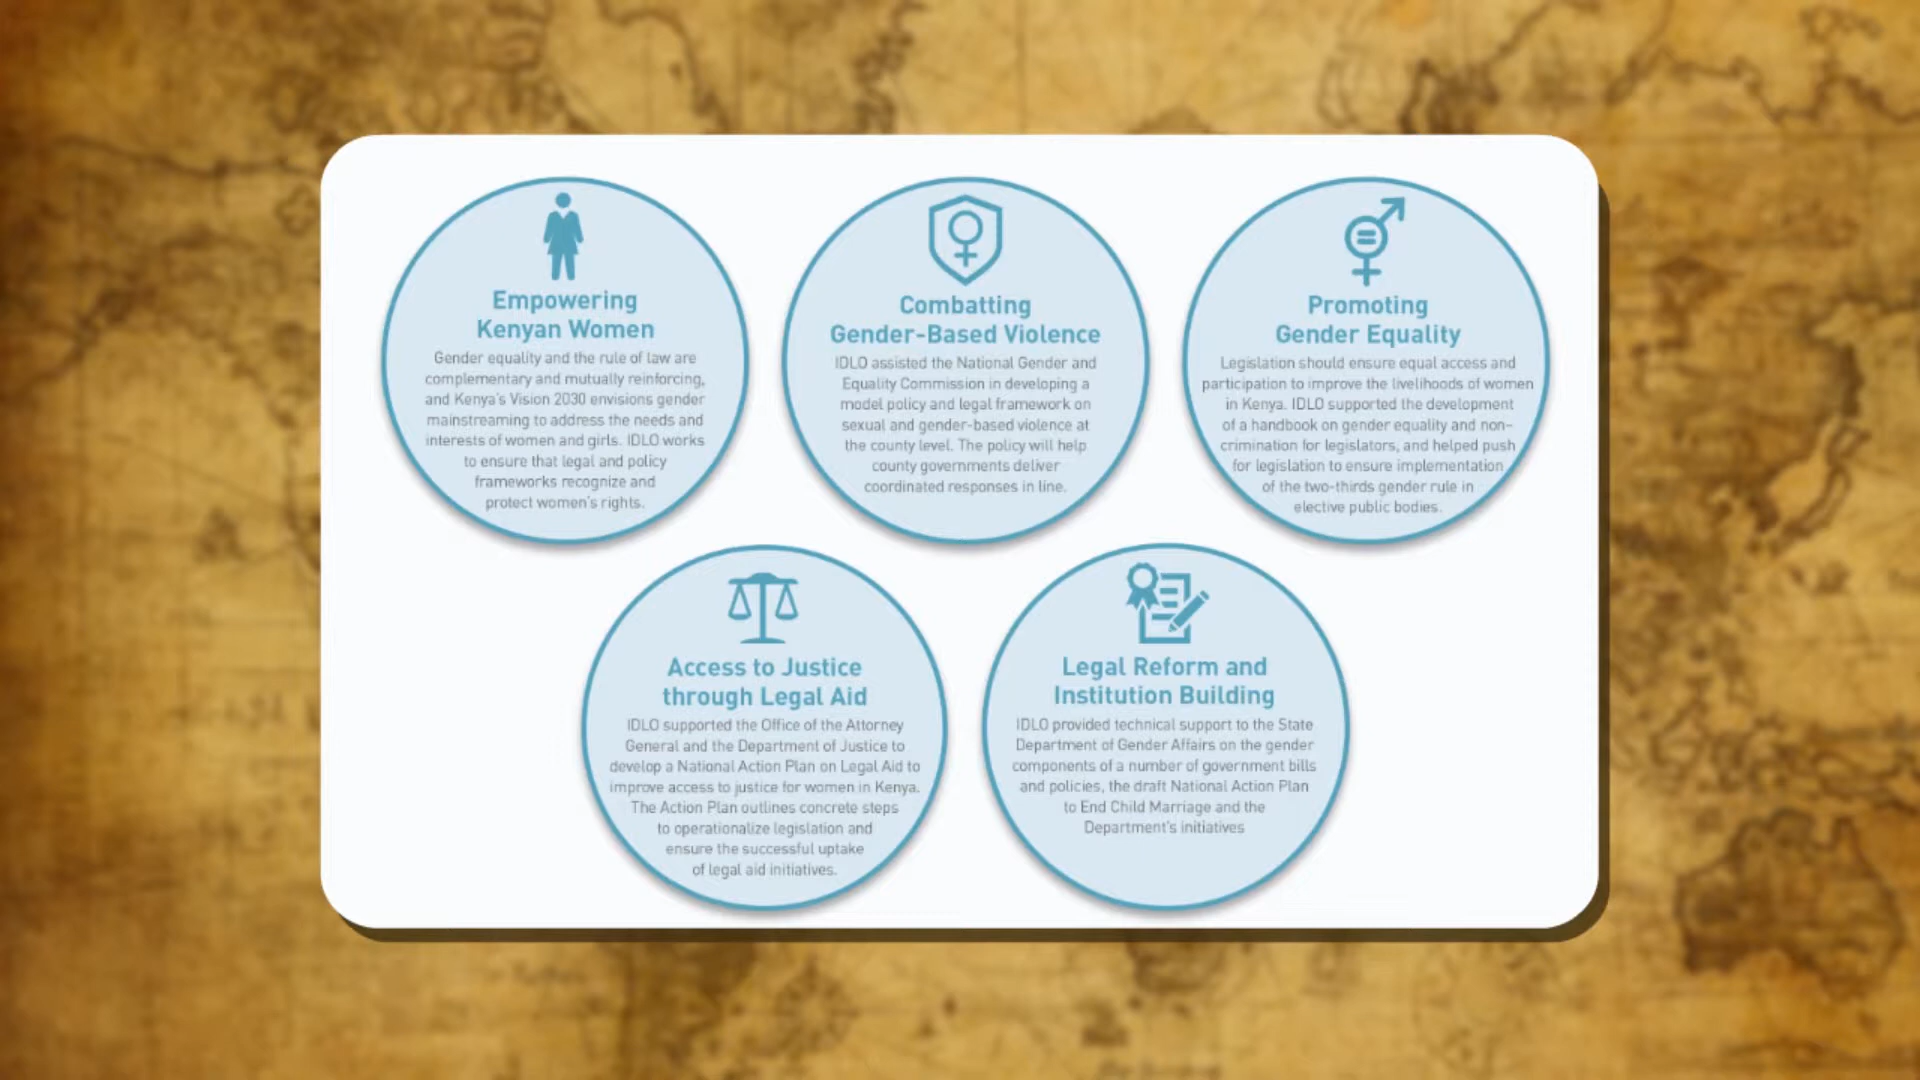 Empowering
Kenyan Women
Gender equality and the rule of law are
complementary and mutually reinforcing,
and Kenya's Vision 2030 envisions gender
mainstreaming to address the needs and
interests of women and girls. IDLO works
to ensure that legal and policy
frameworks recognize and
protect women's rights.
Combatting
Gender-Based Violence
IDLO assisted the National Gender and
Equality Commission in developing a
model policy and legal framework on
sexual and gender-based violence at
the county level. The policy will help
county governments deliver
coordinated responses in line.
Promoting
Gender Equality
Legislation should ensure equal access and
participation to improve the livelihoods of women
in Kenya. IDLO supported the development
of a handbook on gender equality and non-
crimination for legislators, and helped push
for legislation to ensure implementation
of the two-thirds gender rule in
elective public bodies.
Access to Justice
through Legal Aid
IDLO supported the Office of the Attorney
General and the Department of Justice to
develop a National Action Plan on Legal Aid to
improve access to justice for women in Kenya.
The Action Plan outlines concrete steps
to operationalize legislation and
ensure the successful uptake
of legal aid initiatives.
Legal Reform and
Institution Building
IDLO provided technical support to the State
Department of Gender Affairs on the gender
components of a number of government bills
and policies, the draft National Action Plan
to End Child Marriage and the
Department's initiatives